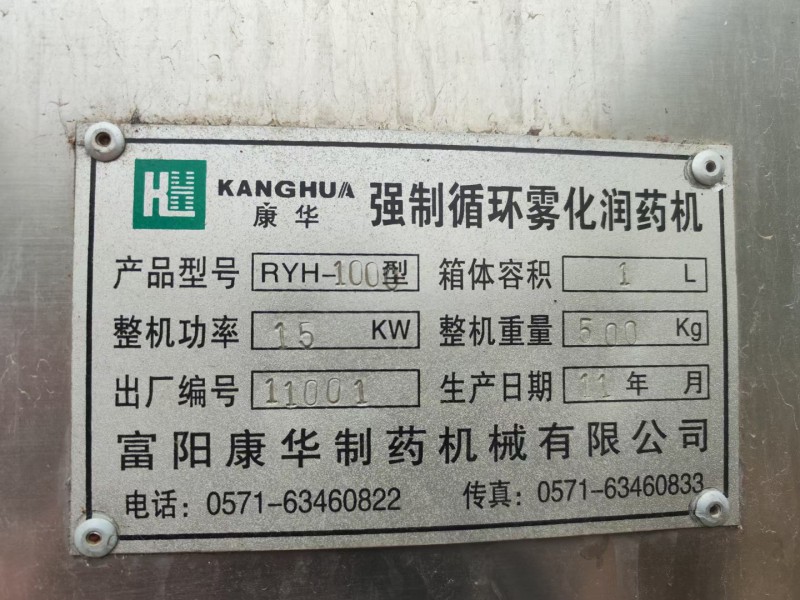 KANGHUA 康华 强制循环雾化润药机
产品型号 RYH-1000型 箱体容积 1 L
整机功率 15 KW 整机重量 500 Kg
出厂编号 11001 生产日期 11年 月
富阳康华制药机械有限公司
电话：0571-63460822 传真：0571-63460833